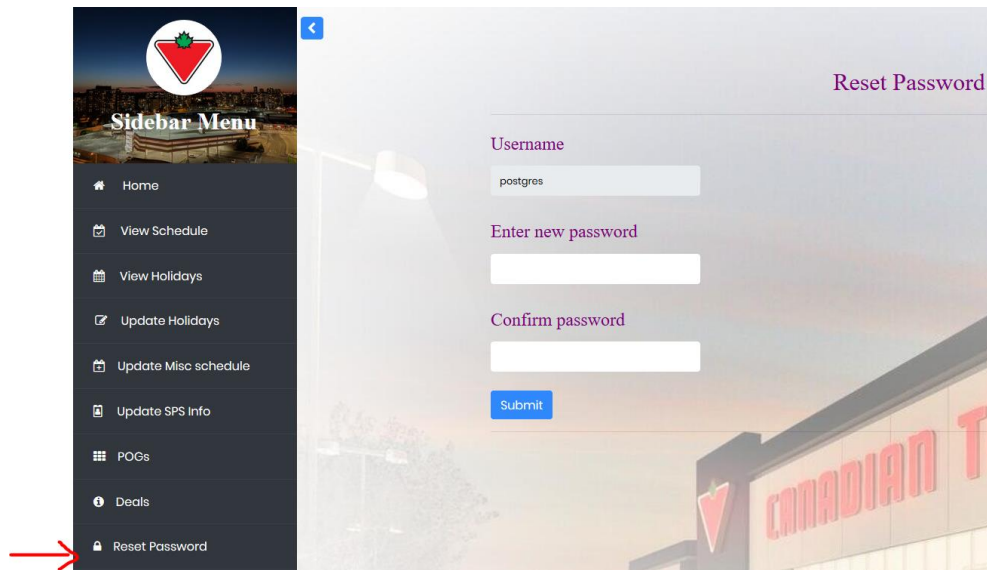 Sidebar Menu
Home
View Schedule
View Holidays
Update Holidays
Update Misc schedule
Update SPS Info
POGs
Deals
Reset Password
Reset Password
Username
postgres
Enter new password
Confirm password
Submit
CANADIAN T